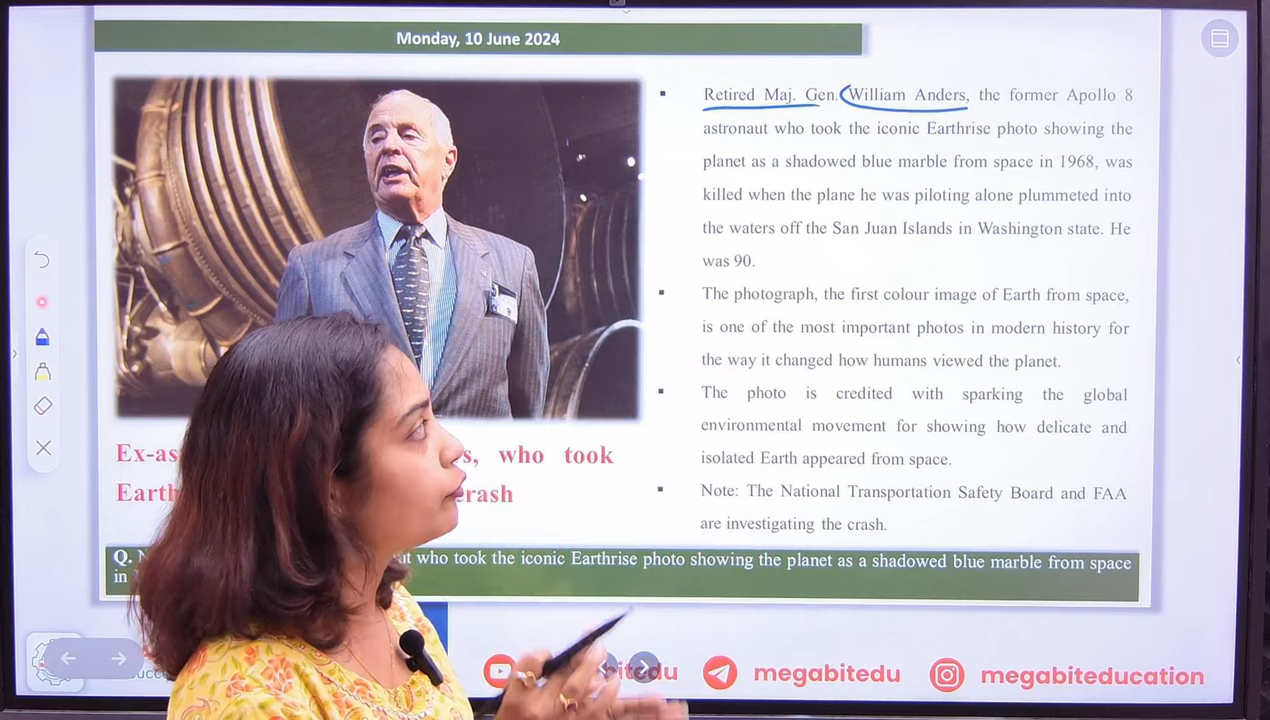 Monday, 10 June 2024
▪ Retired Maj. Gen. William Anders, the former Apollo 8
astronaut who took the iconic Earthrise photo showing the
planet as a shadowed blue marble from space in 1968, was
killed when the plane he was piloting alone plummeted into
the waters off the San Juan Islands in Washington state. He
was 90.
▪ The photograph, the first colour image of Earth from space,
is one of the most important photos in modern history for
the way it changed how humans viewed the planet.
▪ The photo is credited with sparking the global
environmental movement for showing how delicate and
isolated Earth appeared from space.
▪ Note: The National Transportation Safety Board and FAA
are investigating the crash.
Ex-as s, who took
Earth crash
Q. who took the iconic Earthrise photo showing the planet as a shadowed blue marble from space
in
megabitedu
megabiteducation